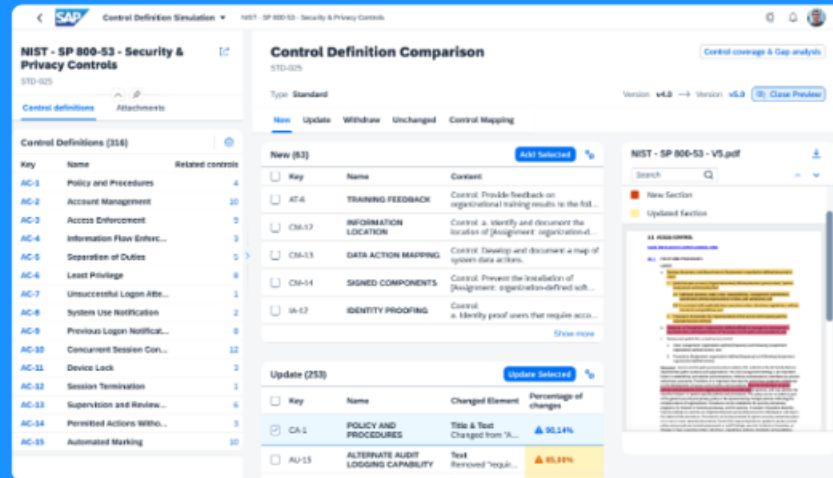 SAP Control Definition Simulation NIST - SP 800-53 - Security & Privacy Controls
NIST - SP 800-53 - Security &
Privacy Controls
STD-025
Control definitions Attachments
Control Definitions (316)
Key Name Related controls
AC-1 Policy and Procedures 4
AC-2 Account Management 10
AC-3 Access Enforcement 9
AC-4 Information Flow Enforc... 3
AC-5 Separation of Duties 5
AC-6 Least Privilege 8
AC-7 Unsuccessful Logon Atte... 1
AC-8 System Use Notification 2
AC-9 Previous Logon Notificat... 8
AC-10 Concurrent Session Con... 12
AC-11 Device Lock 3
AC-12 Session Termination 1
AC-13 Supervision and Review... 6
AC-14 Permitted Actions Witho... 3
AC-15 Automated Marking 10
Control Definition Comparison
STD-025
Control coverage & Gap analysis
Type: Standard
Version v4.0 → Version v5.0 Close Preview
New Update Withdraw Unchanged Control Mapping
New (63) Add Selected
Key Name Content
AT-6 TRAINING FEEDBACK Control: Provide feedback on
organizational training results to the foll...
CM-12 INFORMATION
LOCATION Control: a. Identify and document the
location of [Assignment: organization-d...
CM-13 DATA ACTION MAPPING Control: Develop and document a map of
system data actions.
CM-14 SIGNED COMPONENTS Control: Prevent the installation of
[Assignment: organization-defined soft...
IA-12 IDENTITY PROOFING Control:
a. Identity proof users that require acco...
Show more
Update (253) Update Selected
Key Name Changed Element Percentage of
changes
CA-1 POLICY AND
PROCEDURES Title & Text
Changed from "A... 90,14%
AU-15 ALTERNATE AUDIT
LOGGING CAPABILITY Text
Removed "requir... 85,00%
NIST - SP 800-53 - V5.pdf
Search
New Section
Updated Section